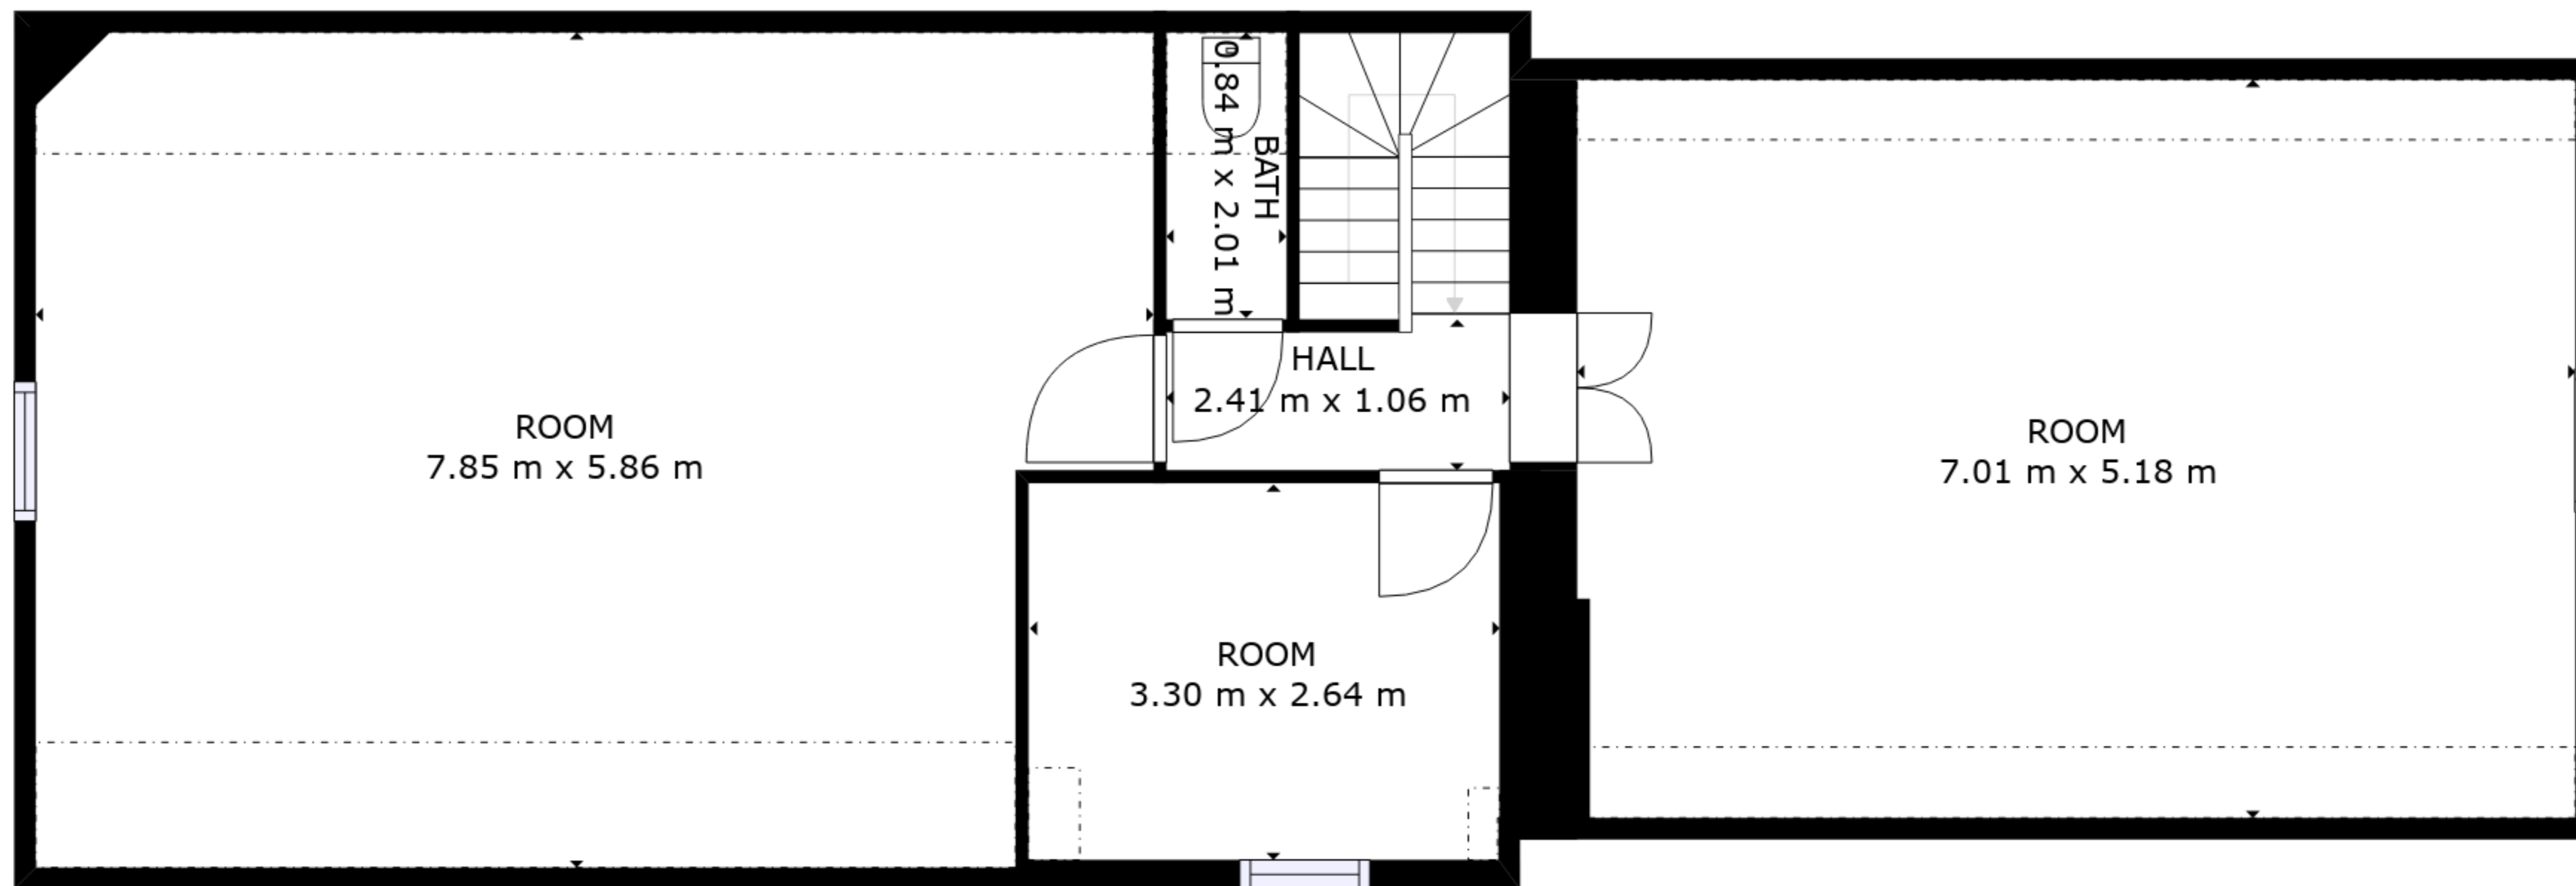 BATH
0.84 m x 2.01 m
HALL
2.41 m x 1.06 m
ROOM
7.85 m x 5.86 m
ROOM
7.01 m x 5.18 m
ROOM
3.30 m x 2.64 m